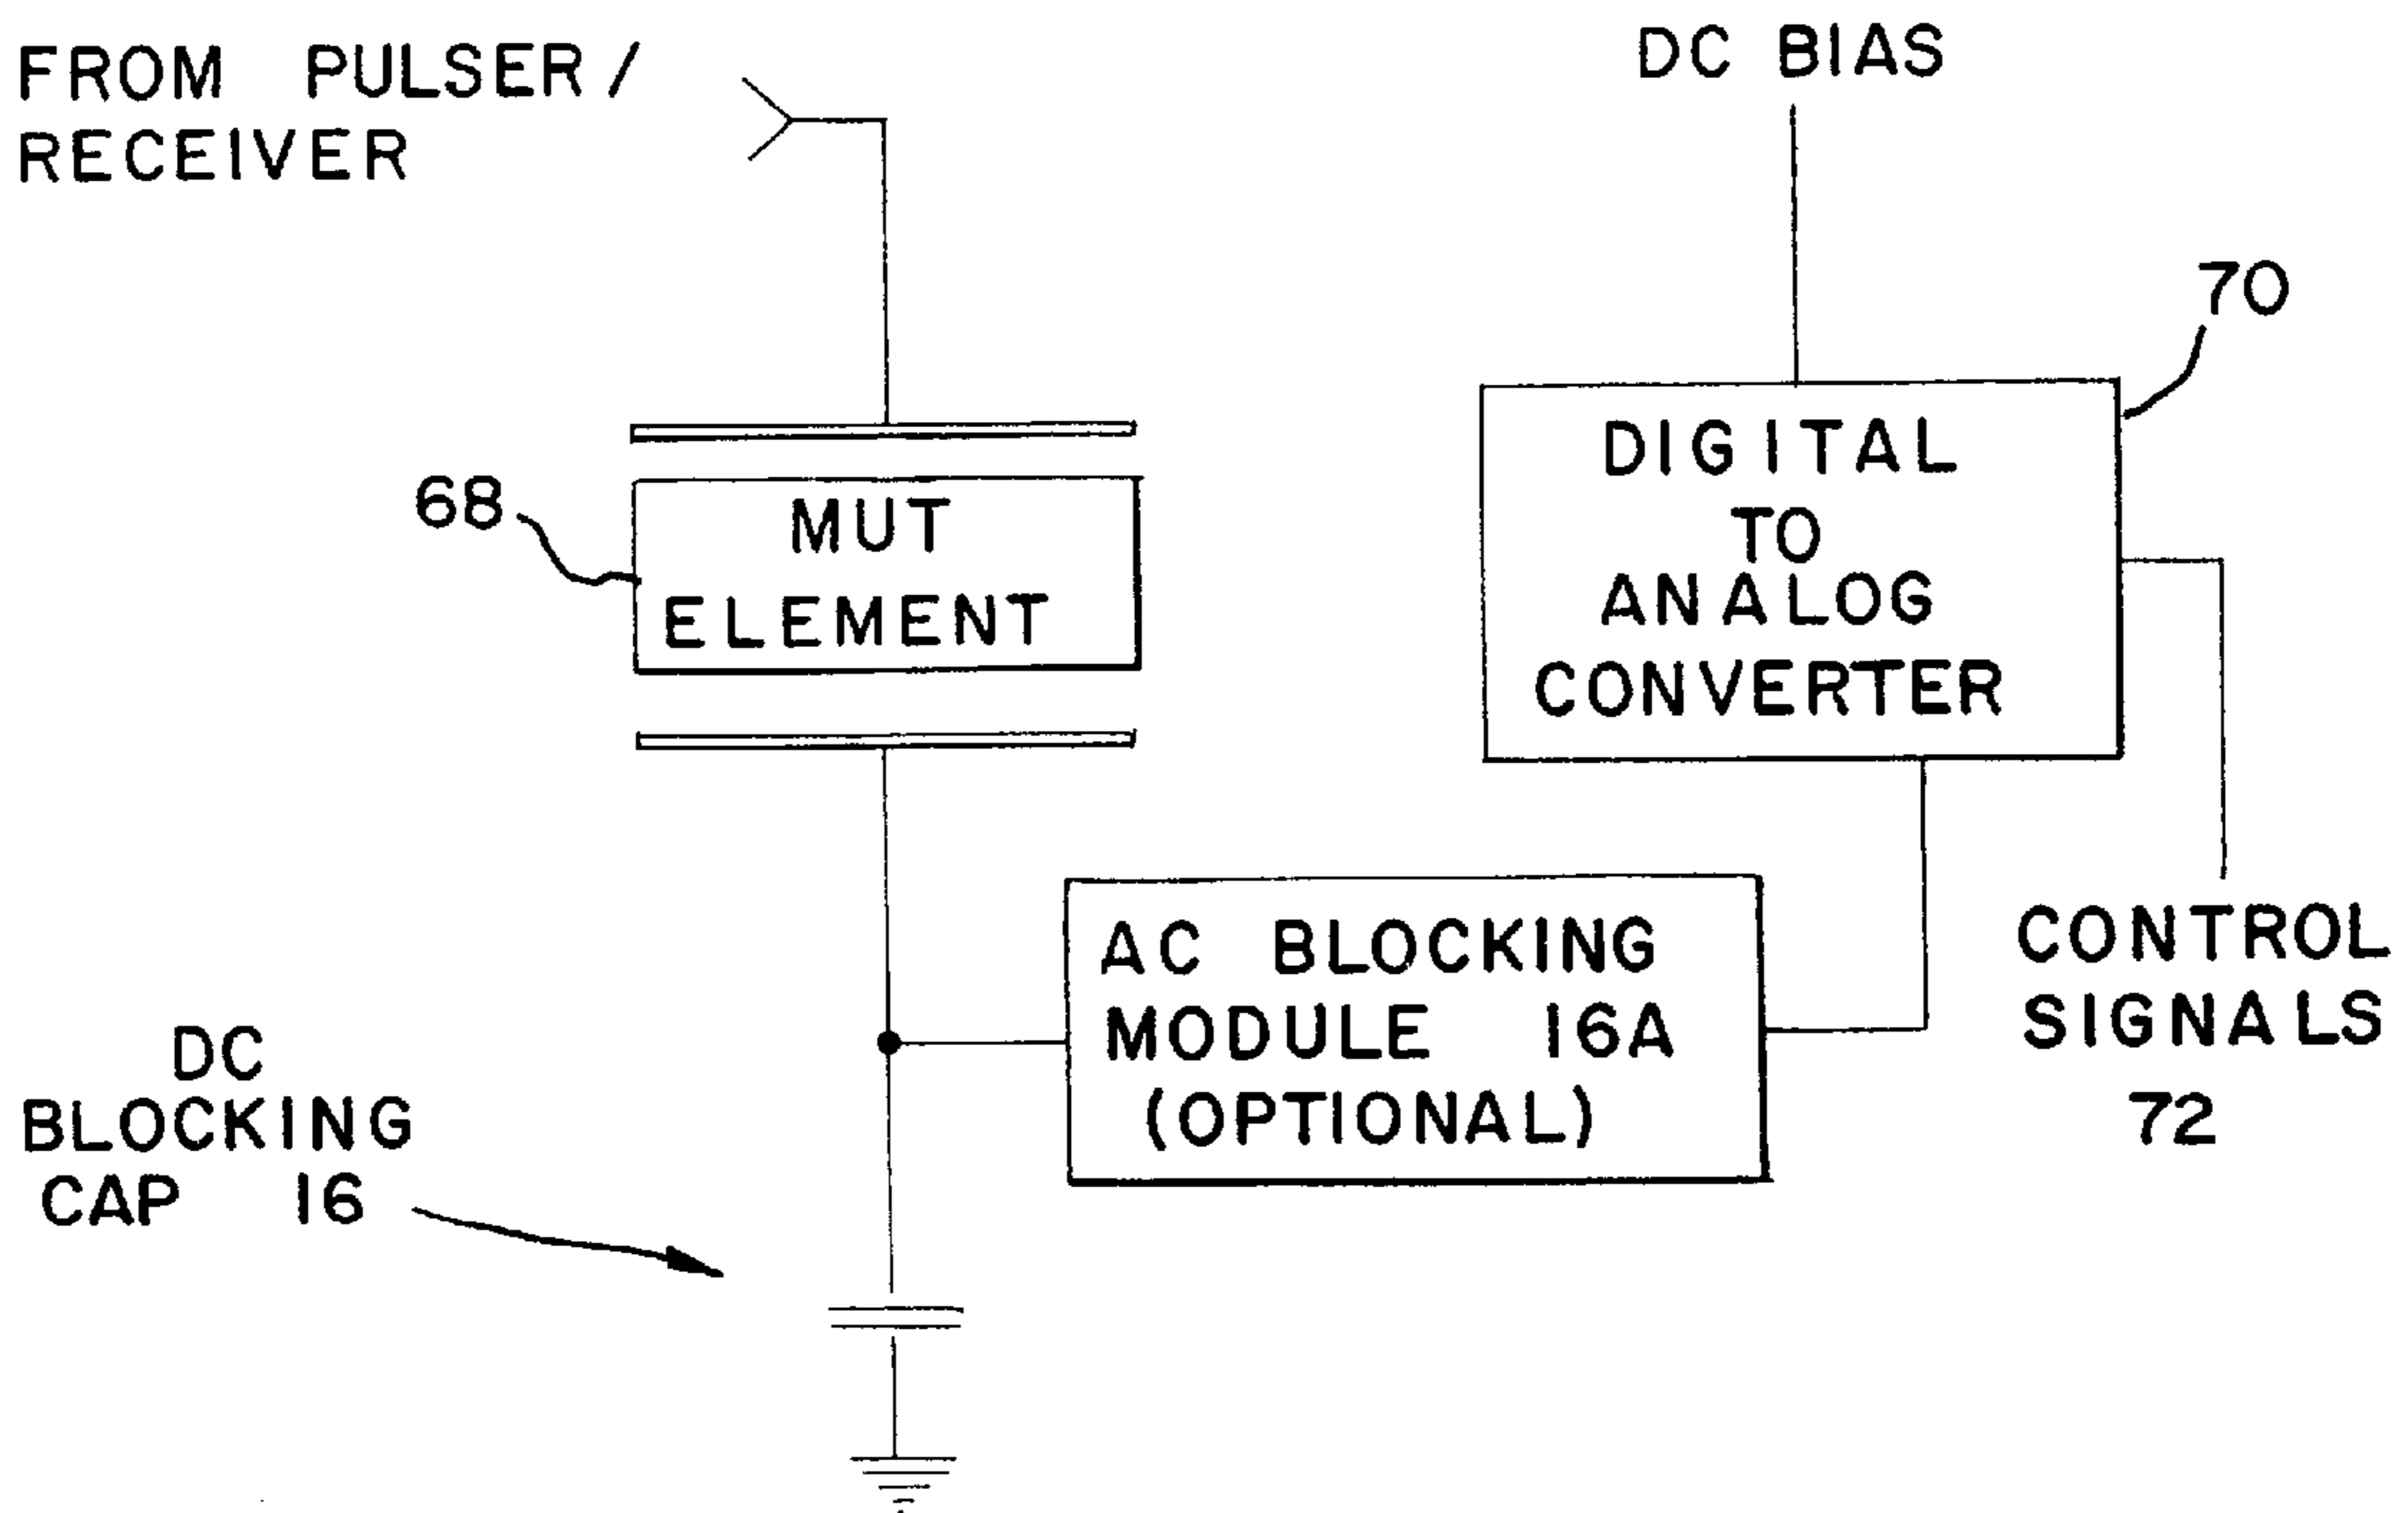 FROM PULSER/
RECEIVER
DC BIAS
70
68
MUT
ELEMENT
DIGITAL
TO
ANALOG
CONVERTER
AC BLOCKING
MODULE 16A
(OPTIONAL)
CONTROL
SIGNALS
72
DC
BLOCKING
CAP 16